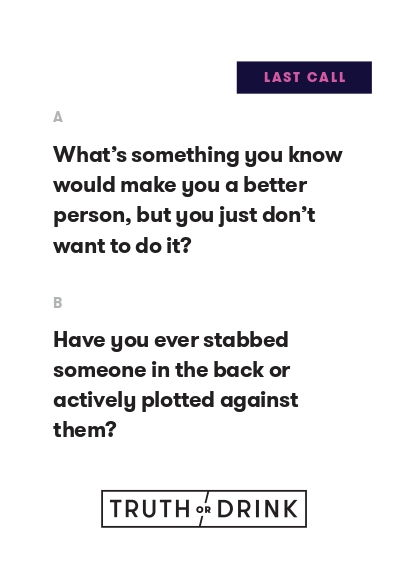 LAST CALL
A
What’s something you know
would make you a better
person, but you just don’t
want to do it?
B
Have you ever stabbed
someone in the back or
actively plotted against
them?
TRUTH OR DRINK